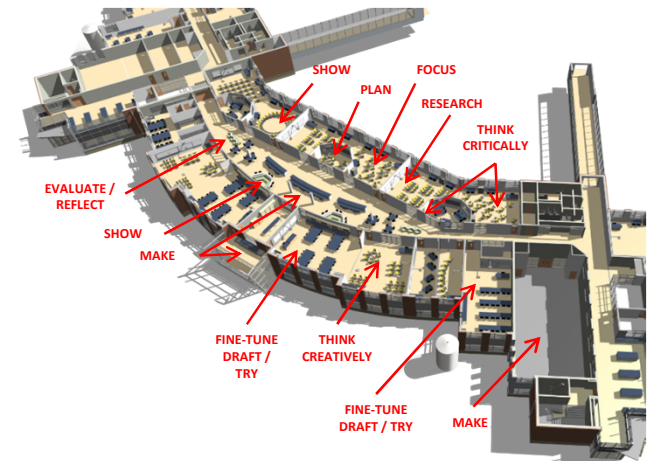 SHOW
FOCUS
PLAN
RESEARCH
THINK
CRITICALLY
EVALUATE /
REFLECT
SHOW
MAKE
FINE-TUNE
DRAFT /
TRY
THINK
CREATIVELY
FINE-TUNE
DRAFT / TRY
MAKE